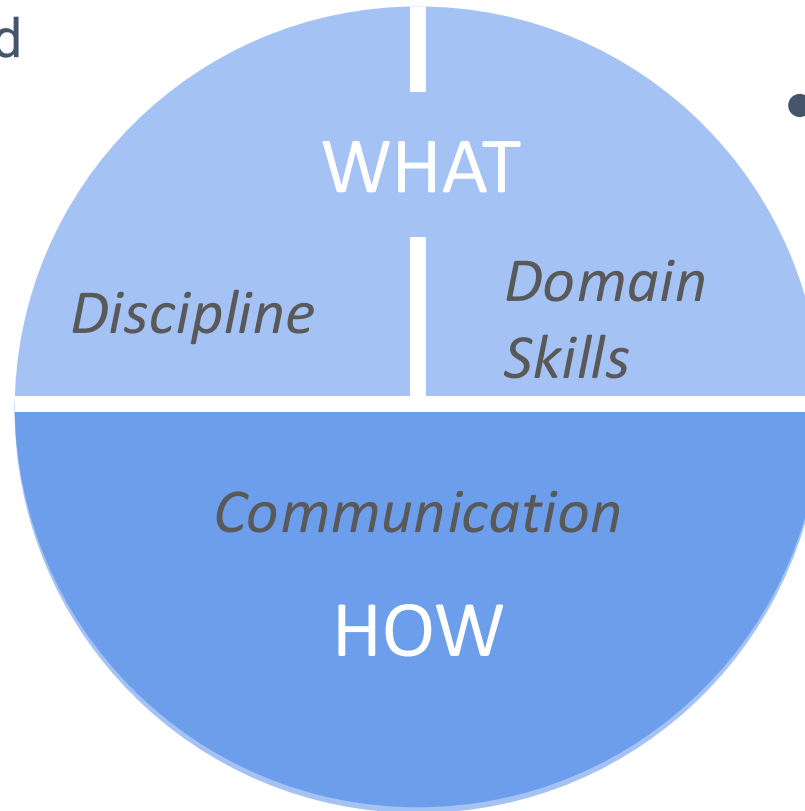 d
•
WHAT
Discipline
Domain
Skills
Communication
HOW